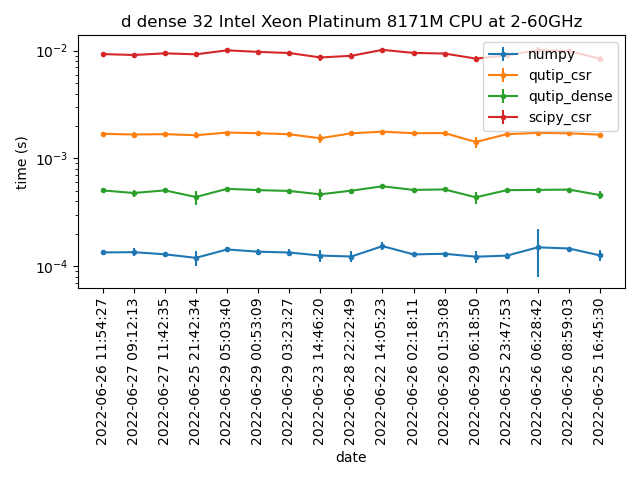 d dense 32 Intel Xeon Platinum 8171M CPU at 2-60GHz
time (s)
10⁻²
10⁻³
10⁻⁴
numpy
qutip_csr
qutip_dense
scipy_csr
2022-06-26 11:54:27
2022-06-27 09:12:13
2022-06-27 11:42:35
2022-06-25 21:42:34
2022-06-29 05:03:40
2022-06-29 00:53:09
2022-06-29 03:23:27
2022-06-23 14:46:20
2022-06-28 22:22:49
2022-06-22 14:05:23
2022-06-26 02:18:11
2022-06-26 01:53:08
2022-06-29 06:18:50
2022-06-25 23:47:53
2022-06-26 06:28:42
2022-06-26 08:59:03
2022-06-25 16:45:30
date